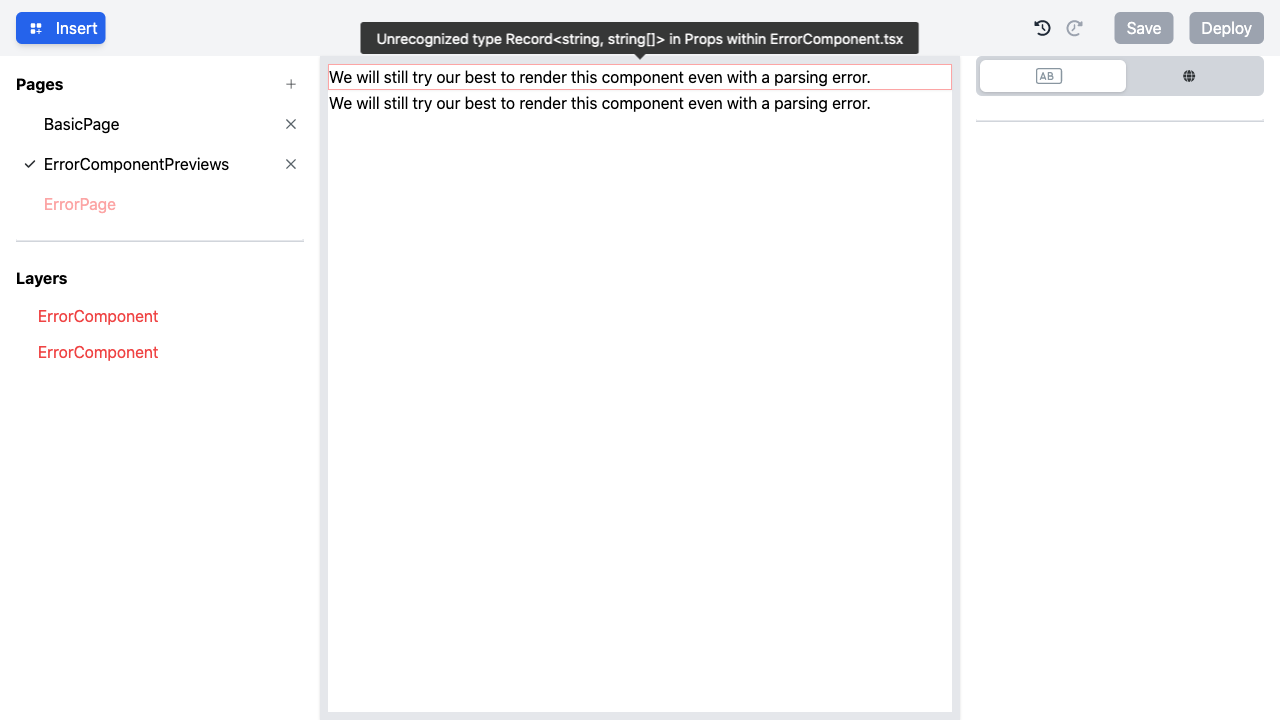 Insert
Unrecognized type Record<string, string[]> in Props within ErrorComponent.tsx
Save
Deploy
Pages
BasicPage
ErrorComponentPreviews
ErrorPage
Layers
ErrorComponent
ErrorComponent
We will still try our best to render this component even with a parsing error.
We will still try our best to render this component even with a parsing error.
AB